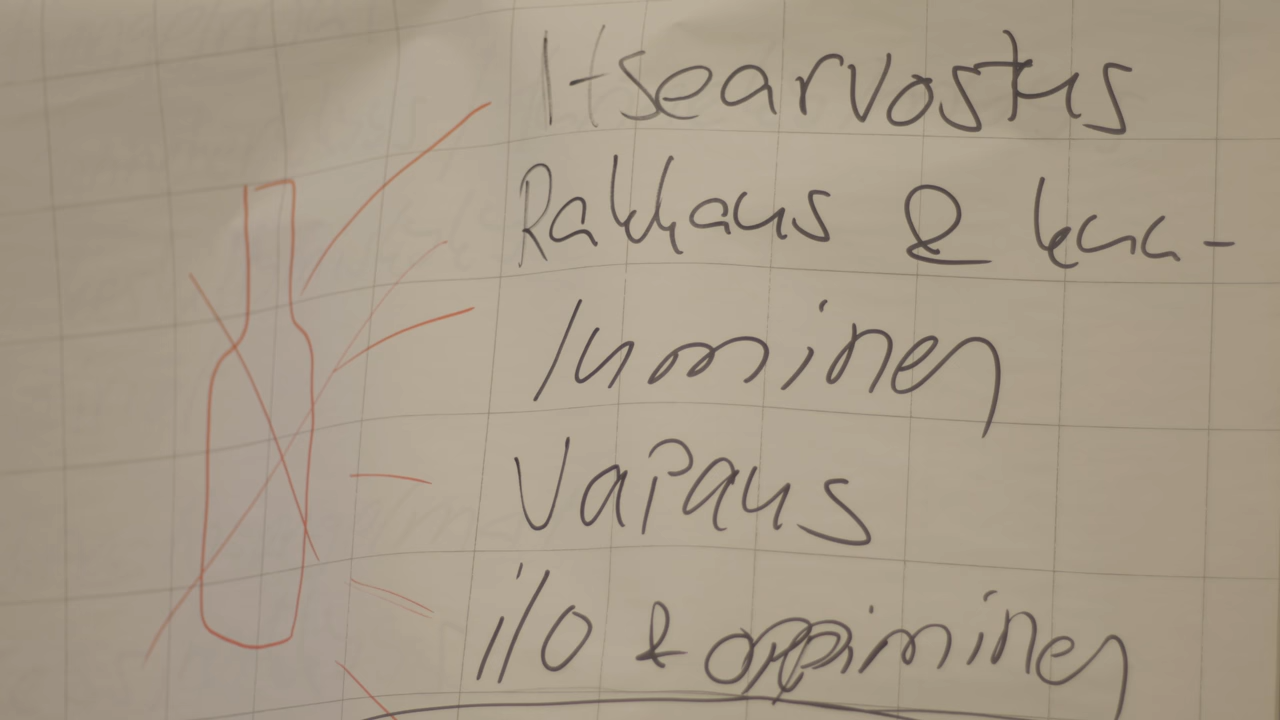 Itsearvostus
Rakkaus & kuu-
luminen
Vapaus
ilo & oppiminen